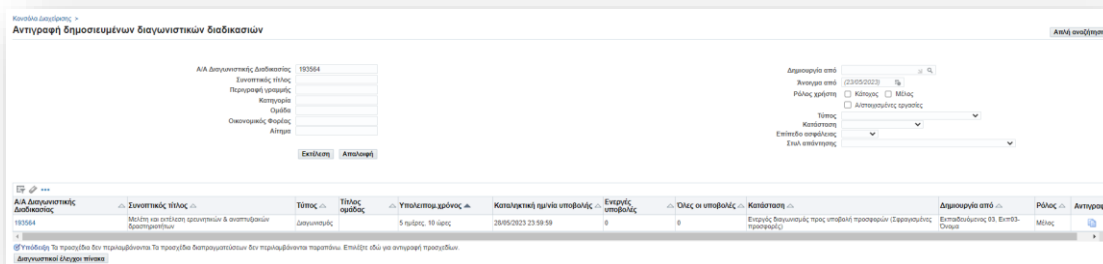 Κονσόλα Διαχείρισης >
Αντιγραφή δημοσιευμένων διαγωνιστικών διαδικασιών
Απλή αναζήτηση
Α/Α Διαγωνιστικής Διαδικασίας 193564
Συνοπτικός τίτλος
Περιγραφή γραμμής
Κατηγορία
Ομάδα
Οικονομικός Φορέας
Αίτημα
Εκτέλεση Απαλοιφή
Δημιουργία από
Άνοιγμα από (23/05/2023)
Ρόλος χρήστη Κάτοχος Μέλος
Α/στοιχισμένες εργασίες
Τύπος
Κατάσταση
Επίπεδο ασφάλειας
Στυλ απάντησης
Α/Α Διαγωνιστικής Διαδικασίας Συνοπτικός τίτλος Τύπος Τίτλος ομάδας Υπολειπομ.χρόνος Καταληκτική ημ/νία υποβολής Ενεργές υποβολές Όλες οι υποβολές Κατάσταση Δημιουργία από Ρόλος Αντιγραφ
193564 Μελέτη και εκτέλεση ερευνητικών & αναπτυξιακών δραστηριοτήτων Διαγωνισμός 5 ημέρες, 10 ώρες 28/05/2023 23:59:59 0 0 Ενεργός διαγωνισμός προς υποβολή προσφορών (Σφραγισμένες προσφορές) Εκπαιδευόμενος 03, Εκπ03-Όνομα Μέλος
Υπόδειξη Τα προσχέδια δεν περιλαμβάνονται Τα προσχέδια διαπραγματεύσεων δεν περιλαμβάνονται παραπάνω. Επιλέξτε εδώ για αντιγραφή προσχεδίων.
Διαγνωστικοί έλεγχοι πίνακα